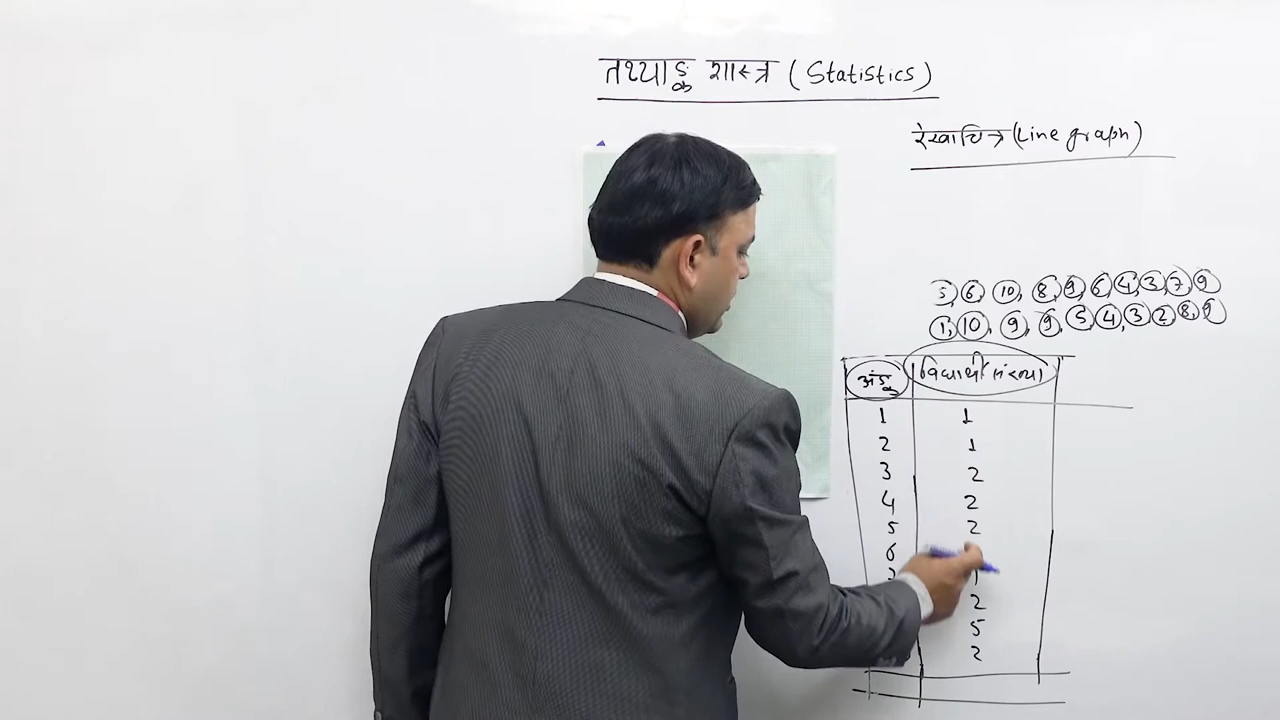 तथ्याङ्क शास्त्र (Statistics)
रेखाचित्र (Line graph)
5, 6, 10, 8, 9, 6, 4, 3, 7, 9
1, 10, 9, 9, 5, 4, 3, 2, 8, 9
अंङ्क विद्यार्थी संख्या
1 1
2 1
3 2
4 2
5 2
6
1
2
5
2